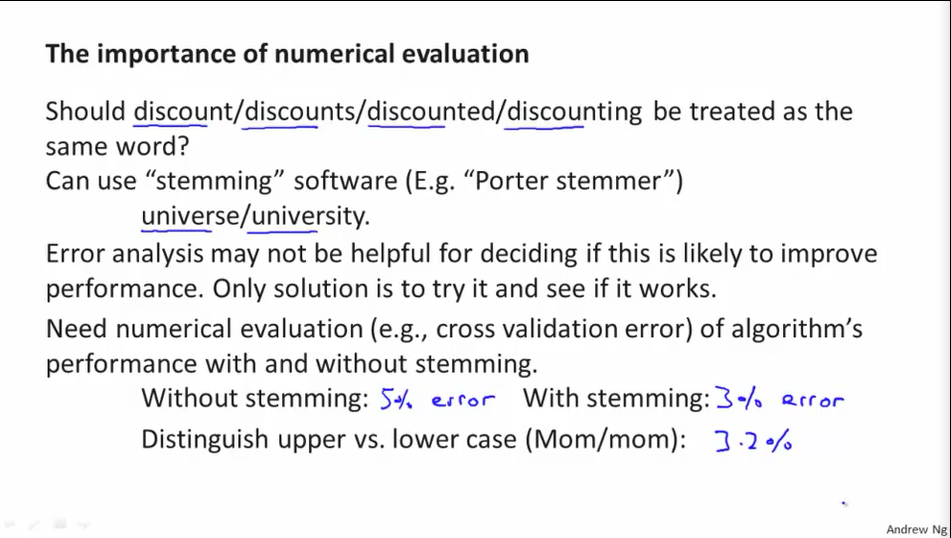 The importance of numerical evaluation
Should discount/discounts/discounted/discounting be treated as the
same word?
Can use “stemming” software (E.g. “Porter stemmer”)
universe/university.
Error analysis may not be helpful for deciding if this is likely to improve
performance. Only solution is to try it and see if it works.
Need numerical evaluation (e.g., cross validation error) of algorithm’s
performance with and without stemming.
Without stemming: 5% error With stemming: 3% error
Distinguish upper vs. lower case (Mom/mom): 3.2%
Andrew Ng